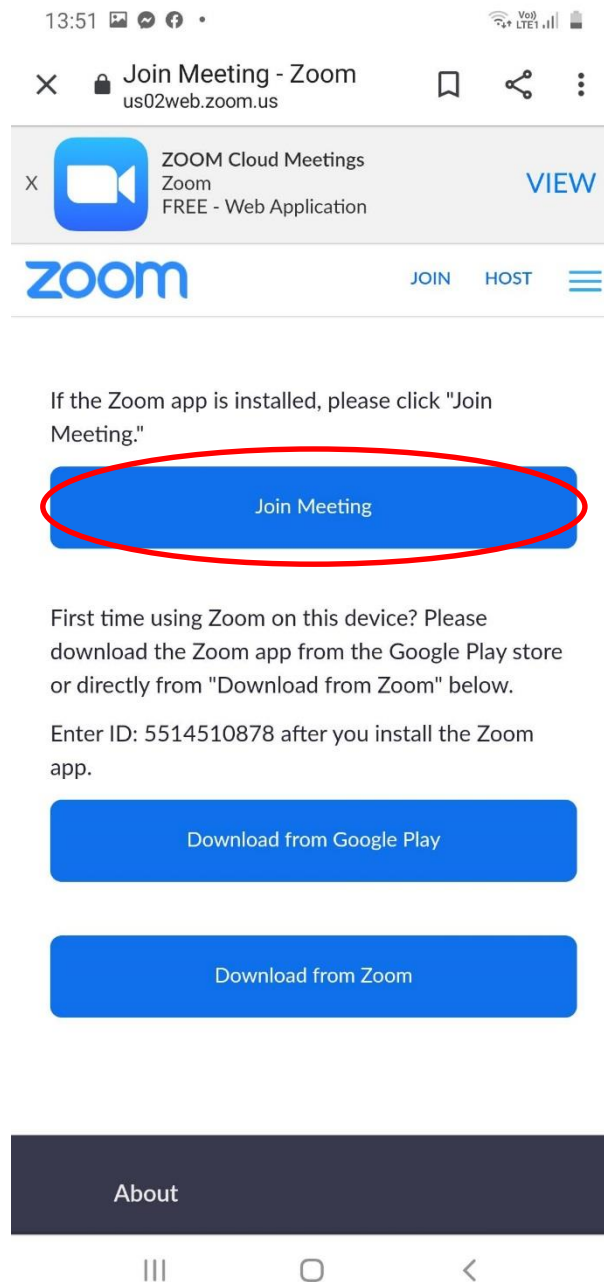 13:51
Vo))
LTE1
Join Meeting - Zoom
us02web.zoom.us
X
ZOOM Cloud Meetings
Zoom
FREE - Web Application
VIEW
zoom
JOIN HOST
If the Zoom app is installed, please click "Join
Meeting."
Join Meeting
First time using Zoom on this device? Please
download the Zoom app from the Google Play store
or directly from "Download from Zoom" below.
Enter ID: 5514510878 after you install the Zoom
app.
Download from Google Play
Download from Zoom
About